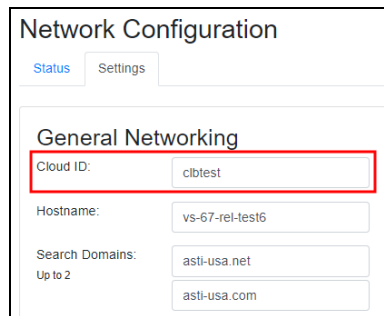 Network Configuration
Status Settings
General Networking
Cloud ID: clbtest
Hostname: vs-67-rel-test6
Search Domains: asti-usa.net
Up to 2
asti-usa.com